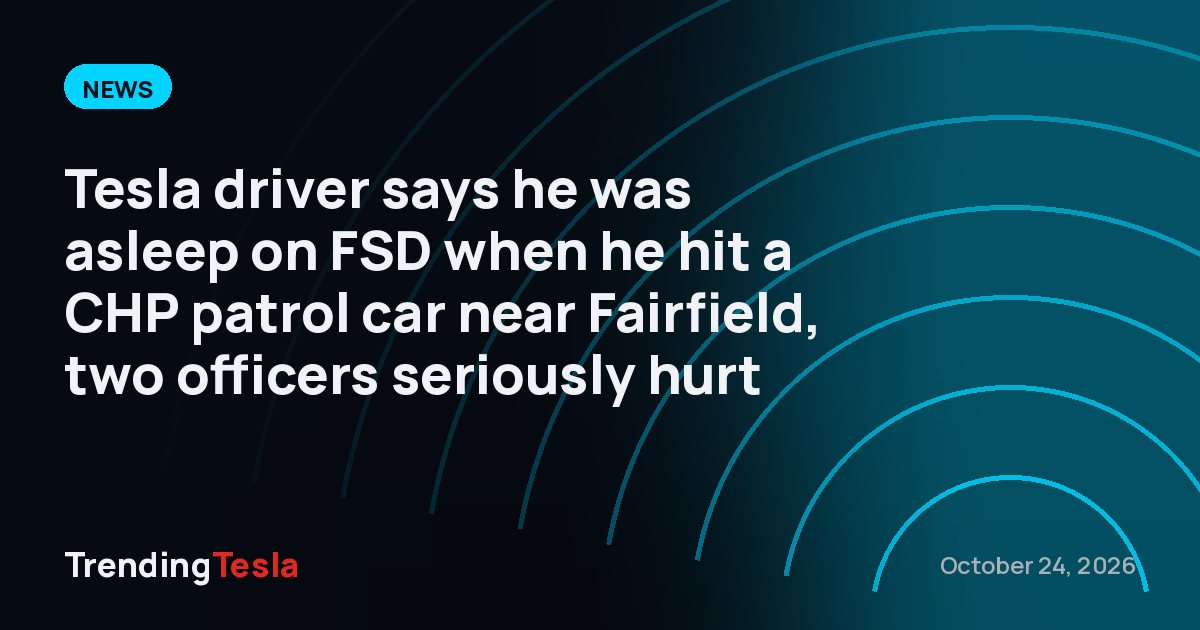 NEWS
Tesla driver says he was
asleep on FSD when he hit a
CHP patrol car near Fairfield,
two officers seriously hurt
TrendingTesla
October 24, 2026